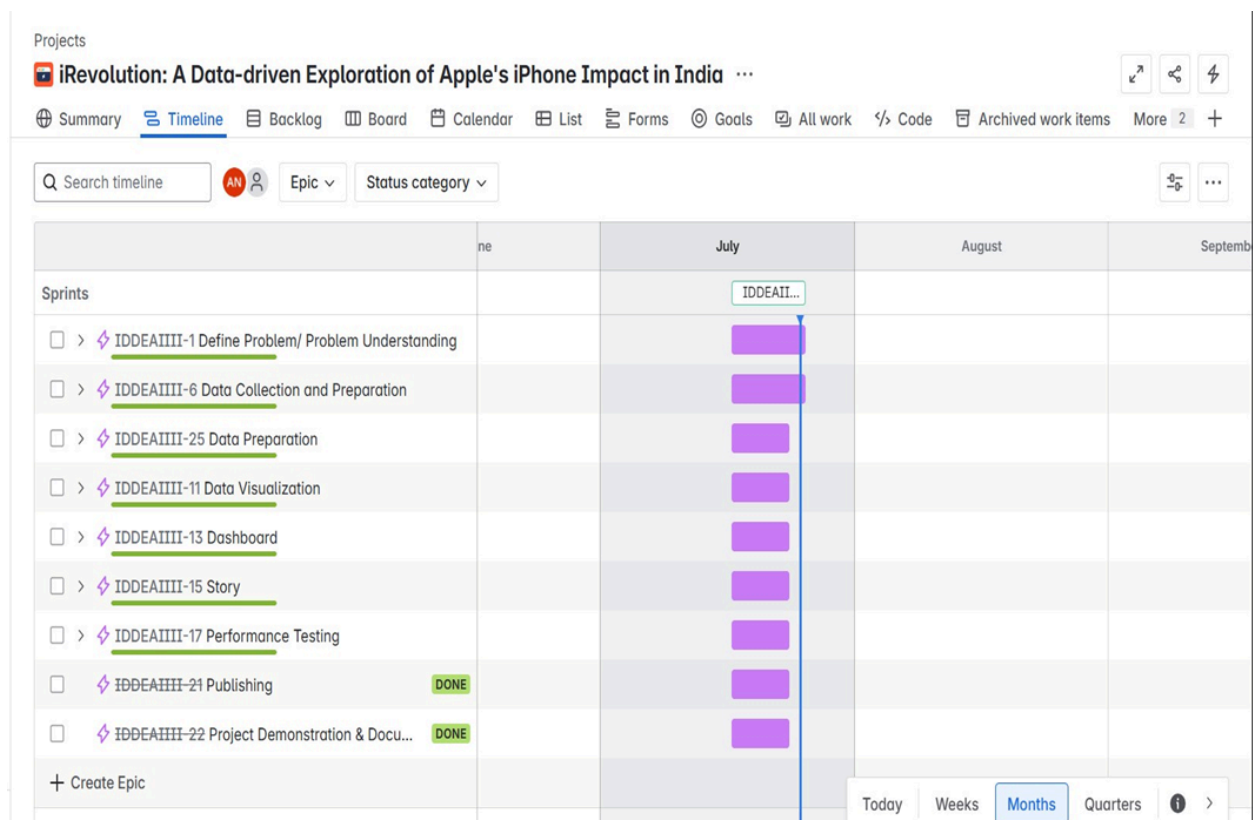 Projects
iRevolution: A Data-driven Exploration of Apple's iPhone Impact in India
Summary Timeline Backlog Board Calendar List Forms Goals All work Code Archived work items More 2
Search timeline AN Epic Status category
ne July August Septemb
Sprints IDDEAII...
IDDEAIIII-1 Define Problem/ Problem Understanding
IDDEAIIII-6 Data Collection and Preparation
IDDEAIIII-25 Data Preparation
IDDEAIIII-11 Data Visualization
IDDEAIIII-13 Dashboard
IDDEAIIII-15 Story
IDDEAIIII-17 Performance Testing
IDDEAIIII-21 Publishing DONE
IDDEAIIII-22 Project Demonstration & Docu... DONE
+ Create Epic
Today Weeks Months Quarters